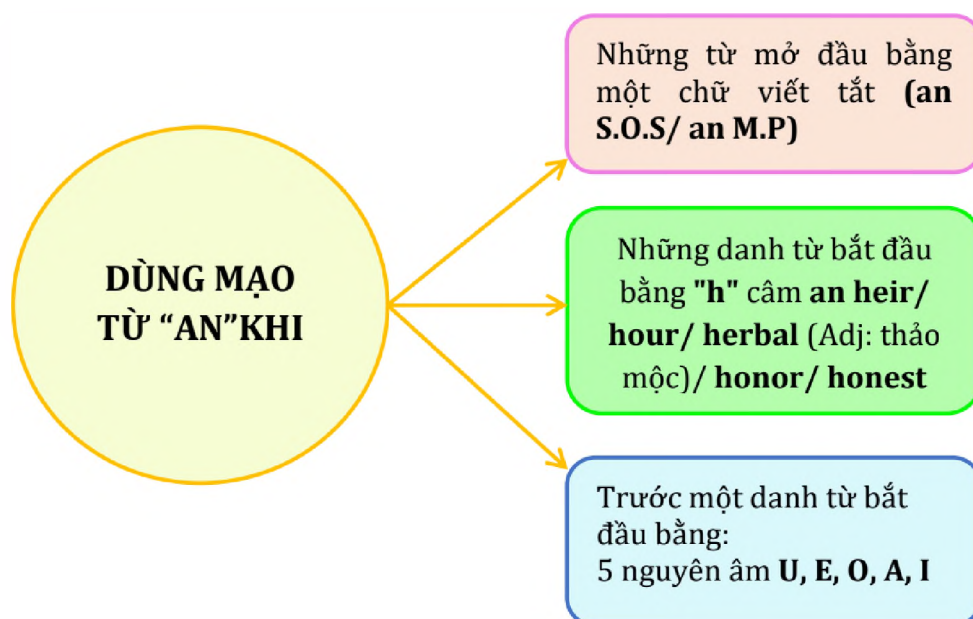 DÙNG MẠO
TỪ “AN”KHI
Những từ mở đầu bằng
một chữ viết tắt (an
S.O.S/ an M.P)
Những danh từ bắt đầu
bằng "h" câm an heir/
hour/ herbal (Adj: thảo
mộc)/ honor/ honest
Trước một danh từ bắt
đầu bằng:
5 nguyên âm U, E, O, A, I